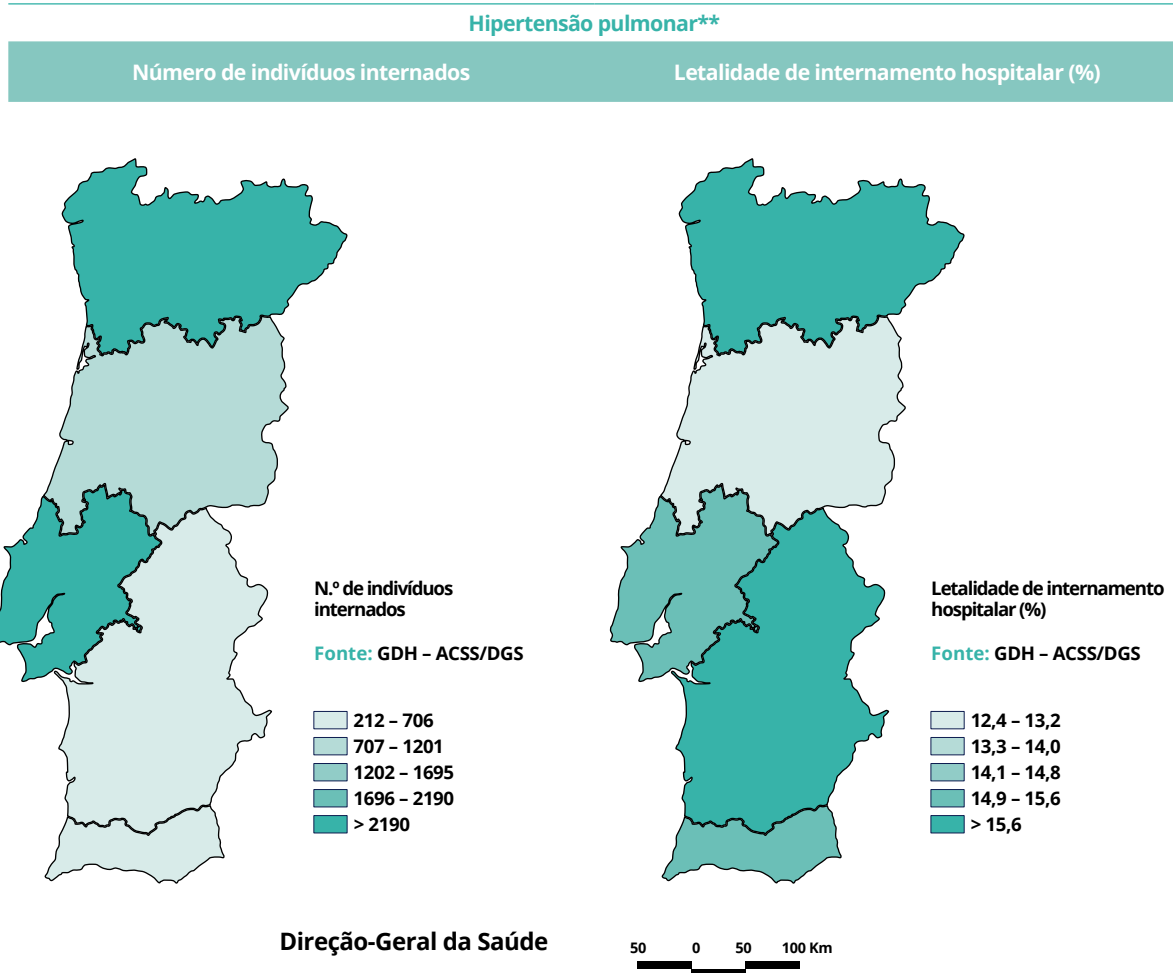 Hipertensão pulmonar**
Número de indivíduos internados
Letalidade de internamento hospitalar (%)
N.º de indivíduos
internados
Fonte: GDH – ACSS/DGS
212 – 706
707 – 1201
1202 – 1695
1696 – 2190
> 2190
Letalidade de internamento
hospitalar (%)
Fonte: GDH – ACSS/DGS
12,4 – 13,2
13,3 – 14,0
14,1 – 14,8
14,9 – 15,6
> 15,6
Direção-Geral da Saúde
50 0 50 100 Km